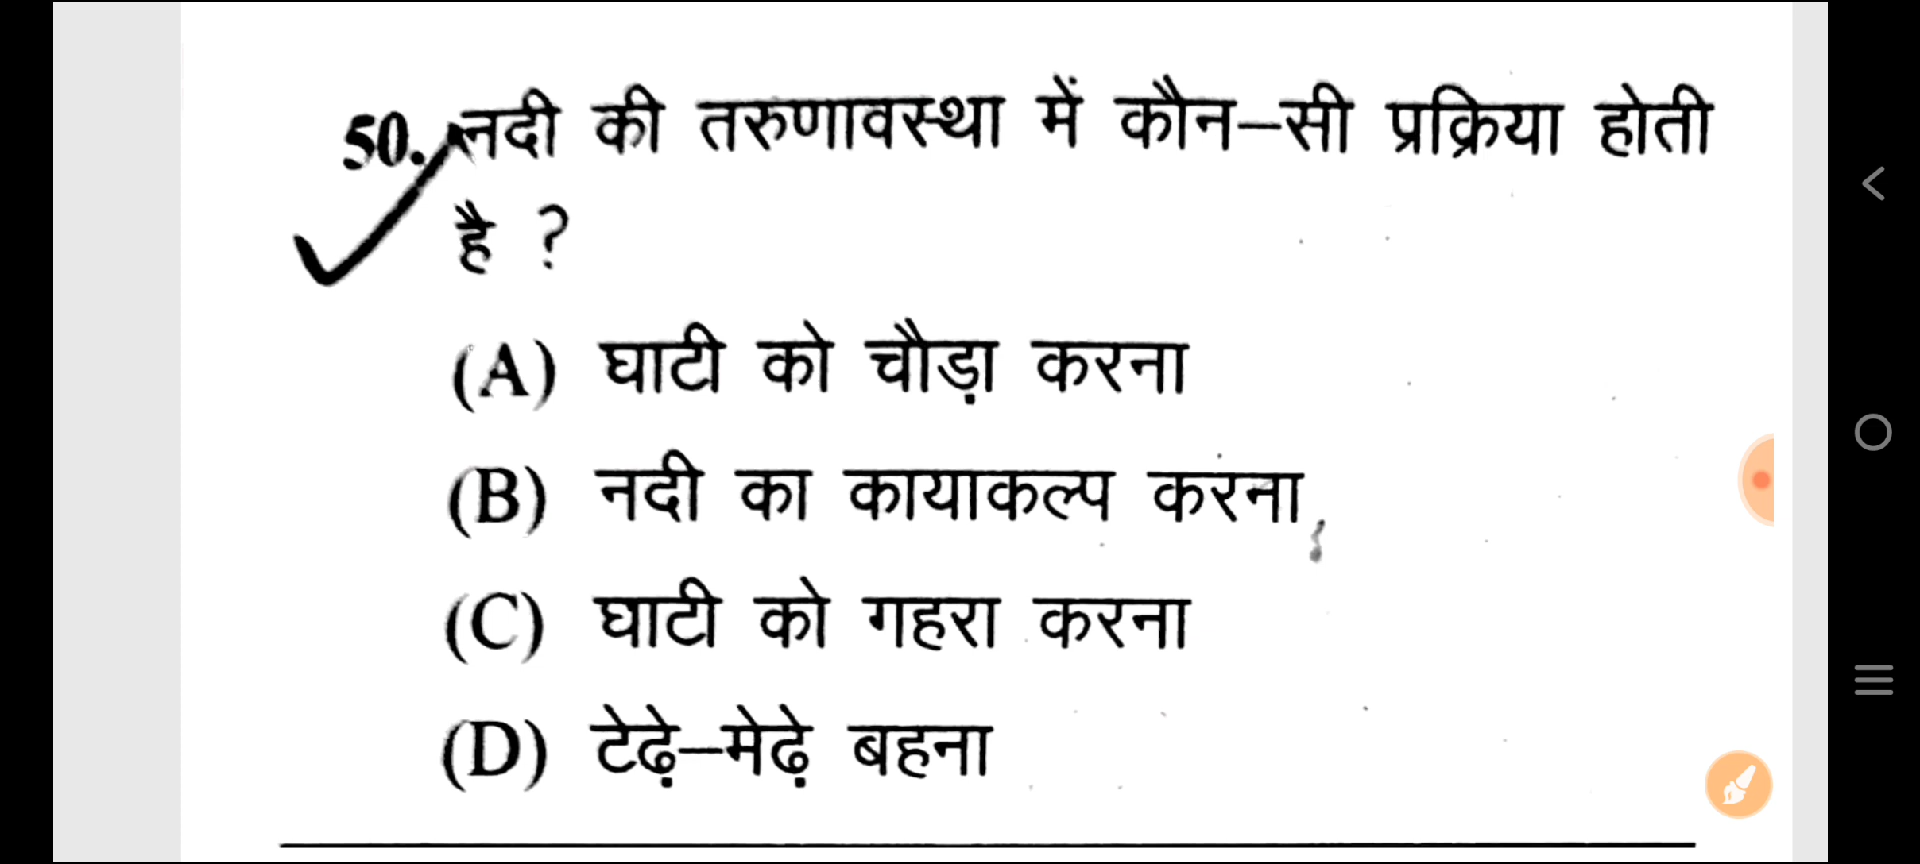 50. नदी की तरुणावस्था में कौन–सी प्रक्रिया होती
है ?
(A) घाटी को चौड़ा करना
(B) नदी का कायाकल्प करना
(C) घाटी को गहरा करना
(D) टेढ़े–मेढ़े बहना